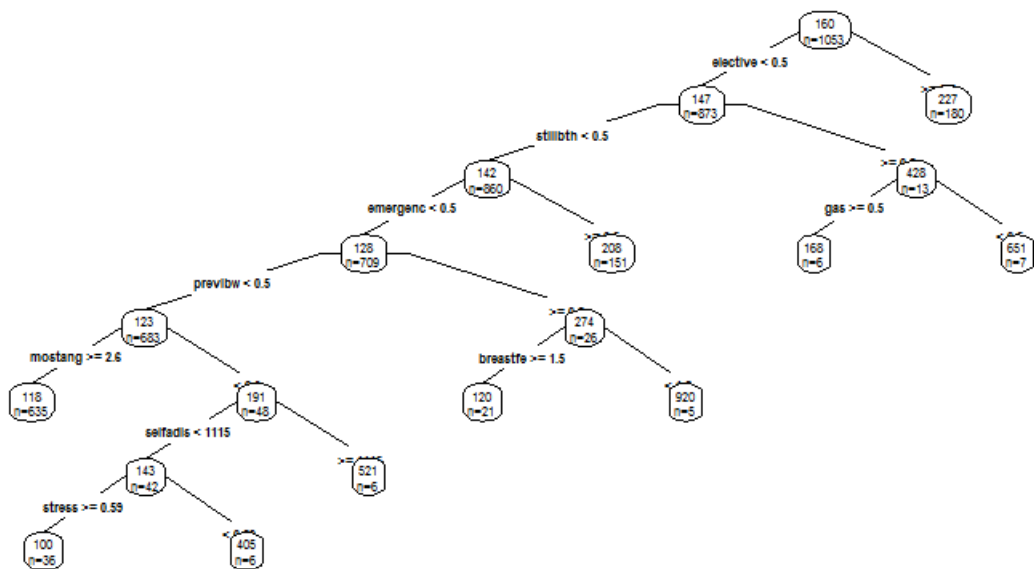 160
n=1053
elective < 0.5
147
n=873
227
n=180
stillbth < 0.5
142
n=860
428
n=13
emergenc < 0.5
gas >= 0.5
128
n=709
208
n=151
168
n=6
651
n=7
prevlbw < 0.5
123
n=683
274
n=26
mostang >= 2.6
breastfe >= 1.5
118
n=635
191
n=48
120
n=21
920
n=5
selfadis < 1115
143
n=42
521
n=6
stress >= 0.59
100
n=36
405
n=6